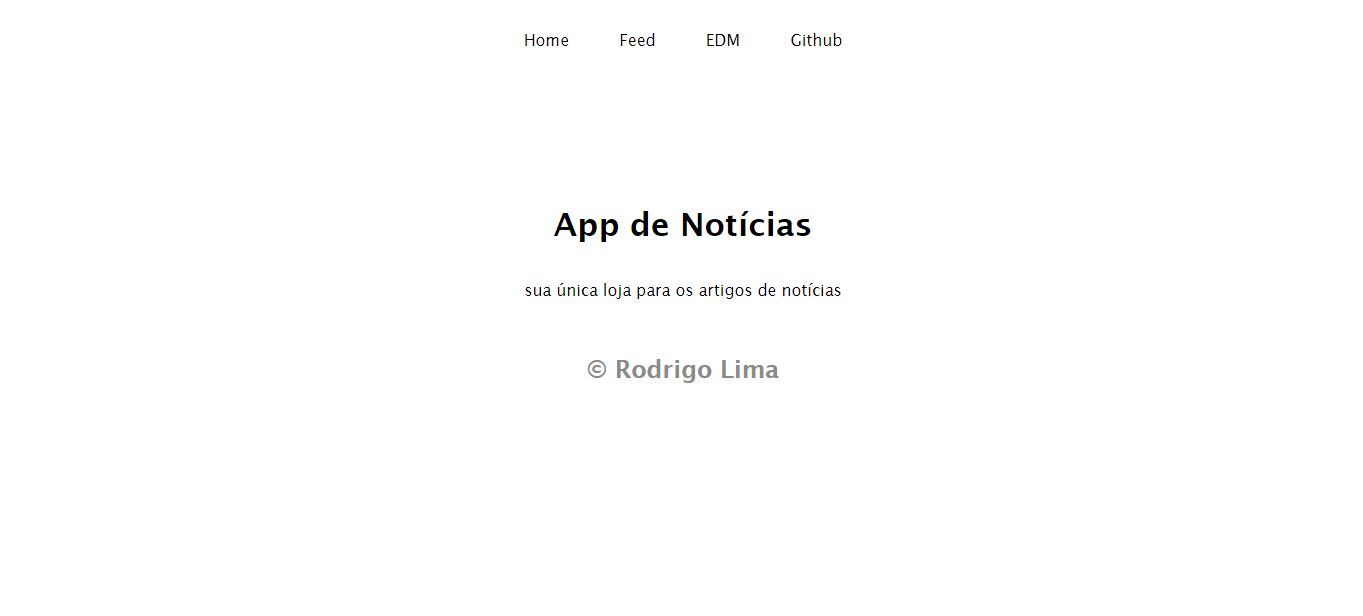 Home Feed EDM Github
App de Notícias
sua única loja para os artigos de notícias
© Rodrigo Lima